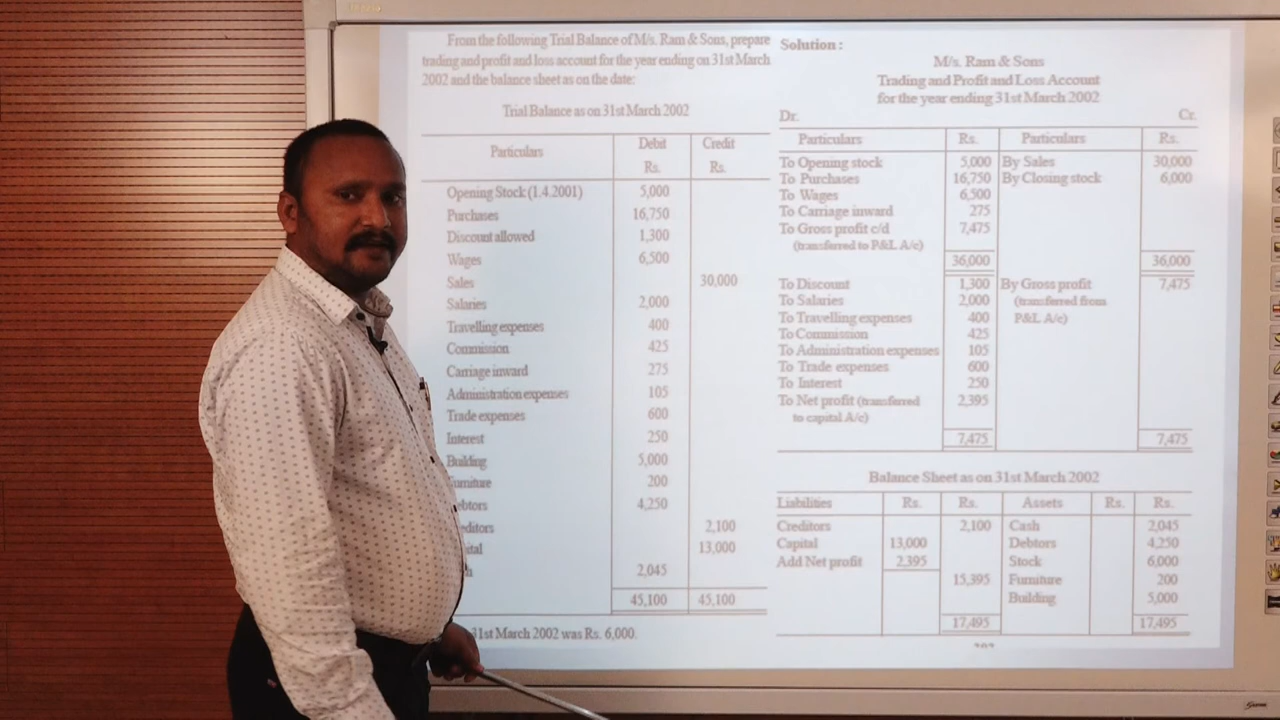 From the following Trial Balance of M/s. Ram & Sons, prepare
trading and profit and loss account for the year ending on 31st March
2002 and the balance sheet as on the date:
Trial Balance as on 31st March 2002
Particulars Debit Rs. Credit Rs.
Opening Stock (1.4.2001) 5,000
Purchases 16,750
Discount allowed 1,300
Wages 6,500
Sales 30,000
Salaries 2,000
Travelling expenses 400
Commission 425
Carriage inward 275
Administration expenses 105
Trade expenses 600
Interest 250
Building 5,000
urniture 200
ebtors 4,250
editors 2,100
ital 13,000
h 2,045
45,100 45,100
31st March 2002 was Rs. 6,000.
Solution :
M/s. Ram & Sons
Trading and Profit and Loss Account
for the year ending 31st March 2002
Dr. Cr.
Particulars Rs. Particulars Rs.
To Opening stock 5,000 By Sales 30,000
To Purchases 16,750 By Closing stock 6,000
To Wages 6,500
To Carriage inward 275
To Gross profit c/d 7,475
(transferred to P&L A/c)
36,000 36,000
To Discount 1,300 By Gross profit 7,475
To Salaries 2,000 (transferred from
To Travelling expenses 400 P&L A/c)
To Commission 425
To Administration expenses 105
To Trade expenses 600
To Interest 250
To Net profit (transferred 2,395
to capital A/c)
7,475 7,475
Balance Sheet as on 31st March 2002
Liabilities Rs. Rs. Assets Rs. Rs.
Creditors 2,100 Cash 2,045
Capital 13,000 Debtors 4,250
Add Net profit 2,395 Stock 6,000
15,395 Furniture 200
Building 5,000
17,495 17,495